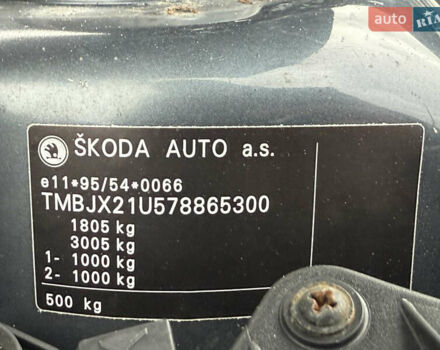 auto RIA
ŠKODA AUTO a.s.
e11*95/54*0066
TMBJX21U578865300
1805 kg
3005 kg
1- 1000 kg
2- 1000 kg
500 kg